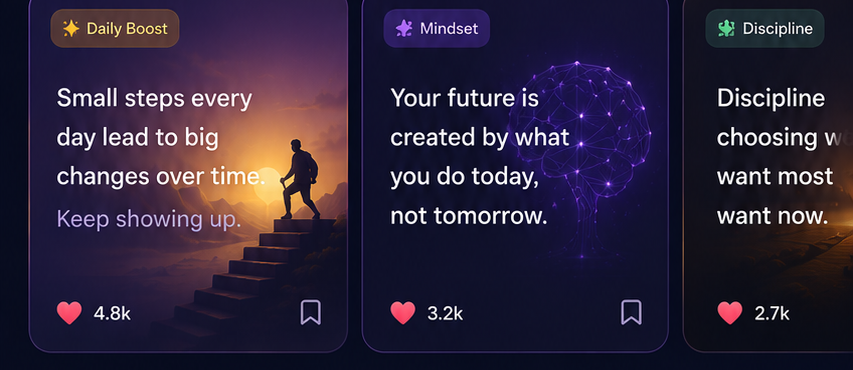 Daily Boost
Small steps every
day lead to big
changes over time.
Keep showing up.
4.8k
Mindset
Your future is
created by what
you do today,
not tomorrow.
3.2k
Discipline
Discipline
choosing
want most
want now.
2.7k